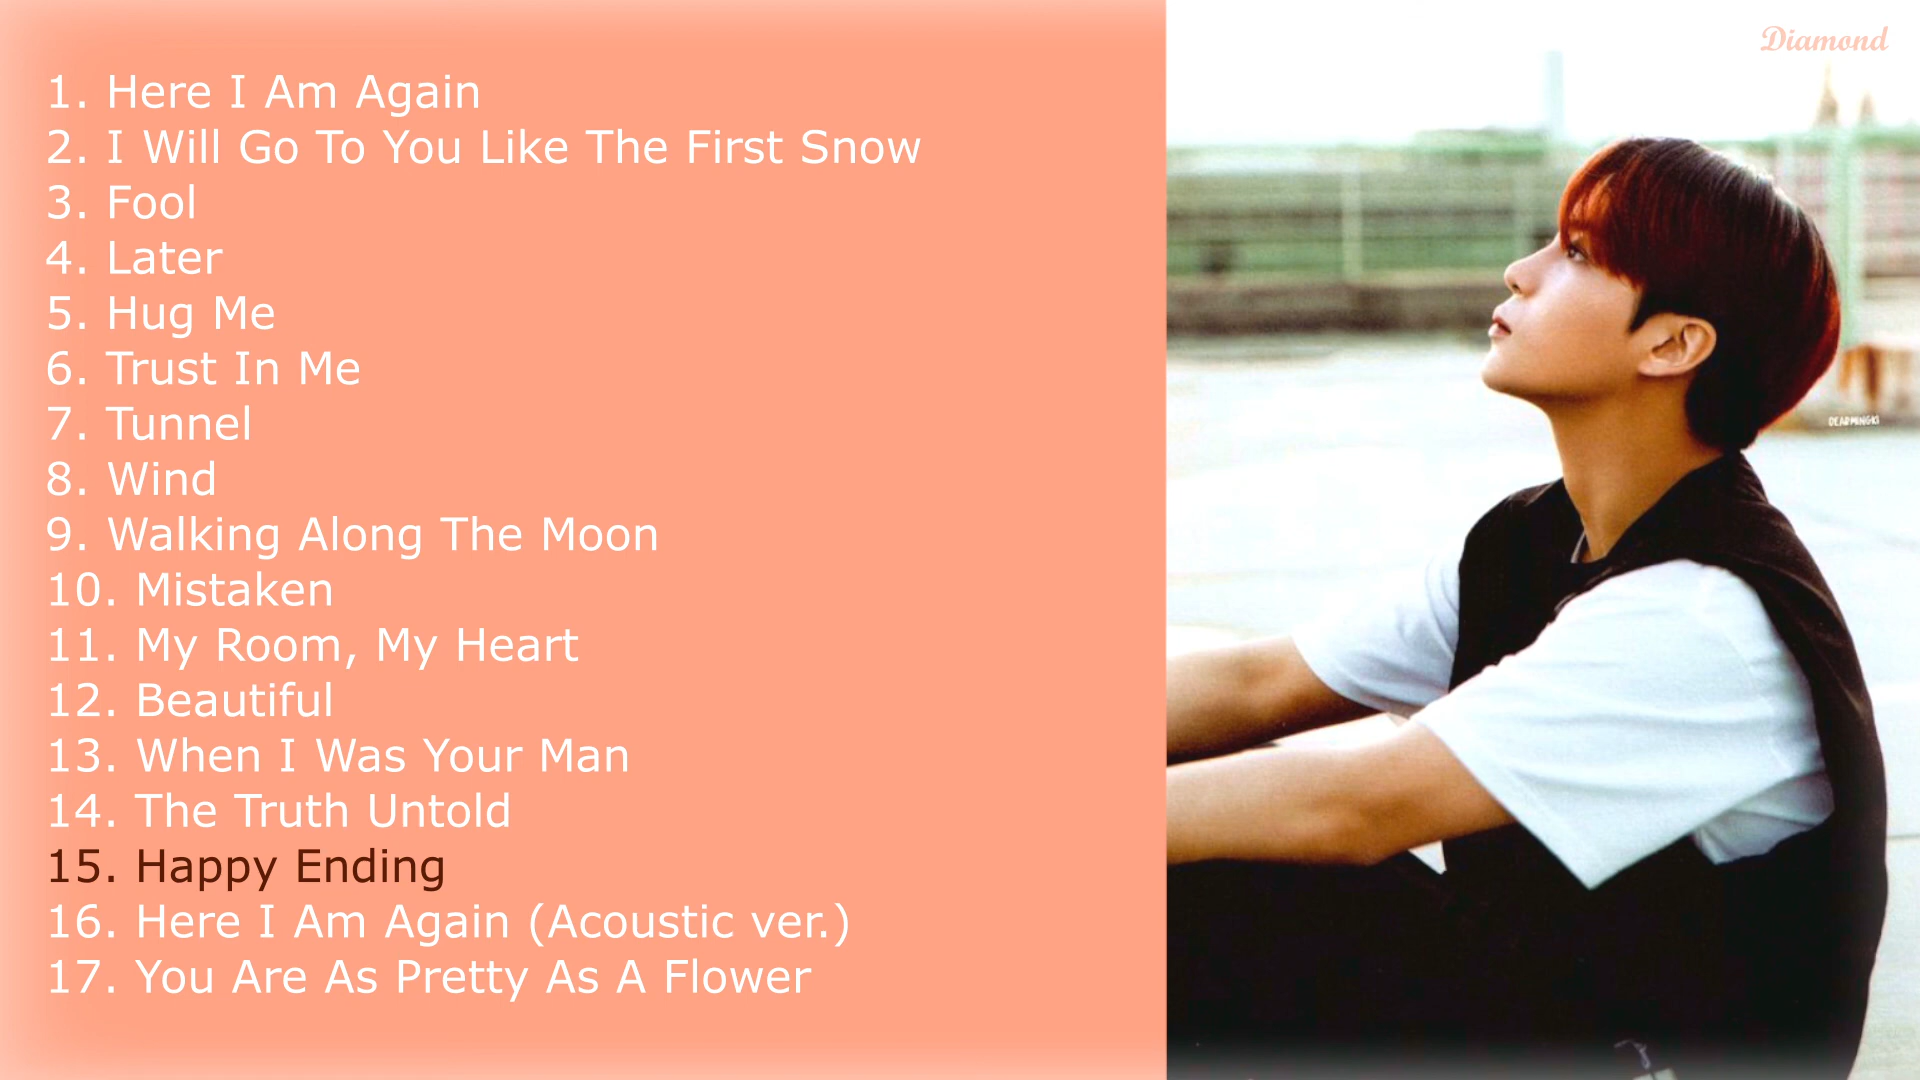 Diamond
1. Here I Am Again
2. I Will Go To You Like The First Snow
3. Fool
4. Later
5. Hug Me
6. Trust In Me
7. Tunnel
8. Wind
9. Walking Along The Moon
10. Mistaken
11. My Room, My Heart
12. Beautiful
13. When I Was Your Man
14. The Truth Untold
15. Happy Ending
16. Here I Am Again (Acoustic ver.)
17. You Are As Pretty As A Flower
DEARMINGKI